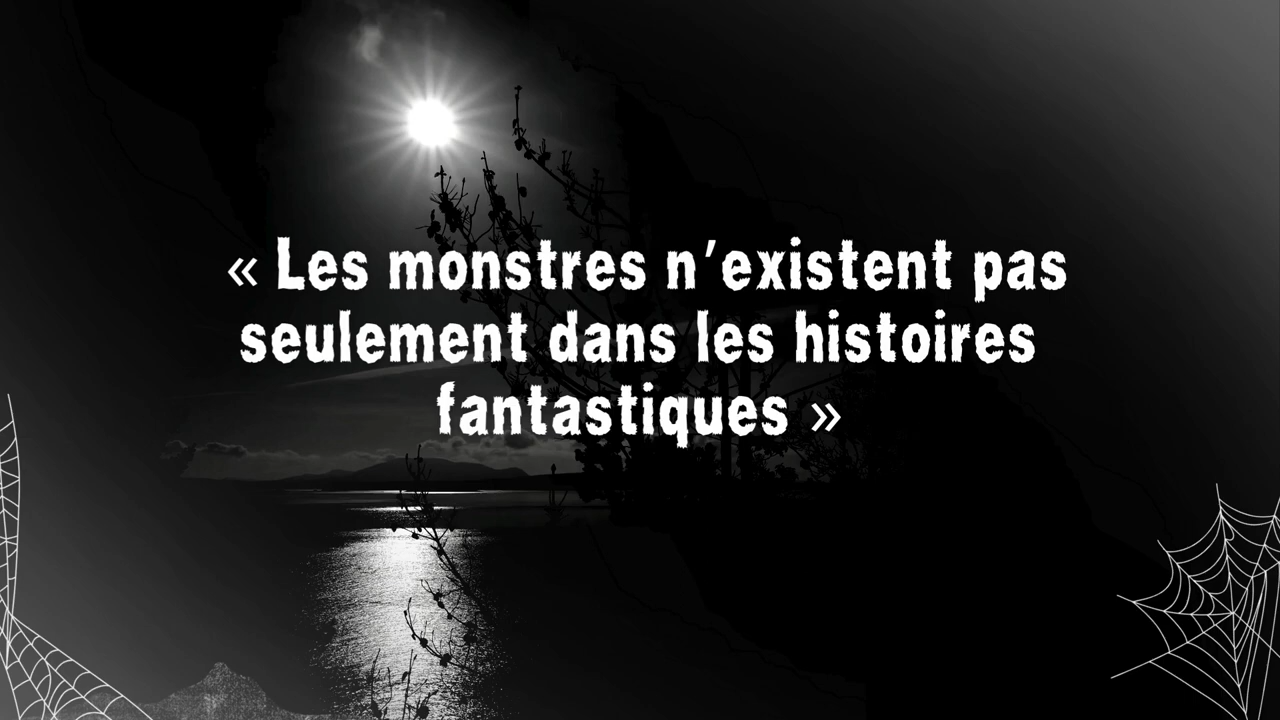 « Les monstres n’existent pas
seulement dans les histoires
fantastiques »